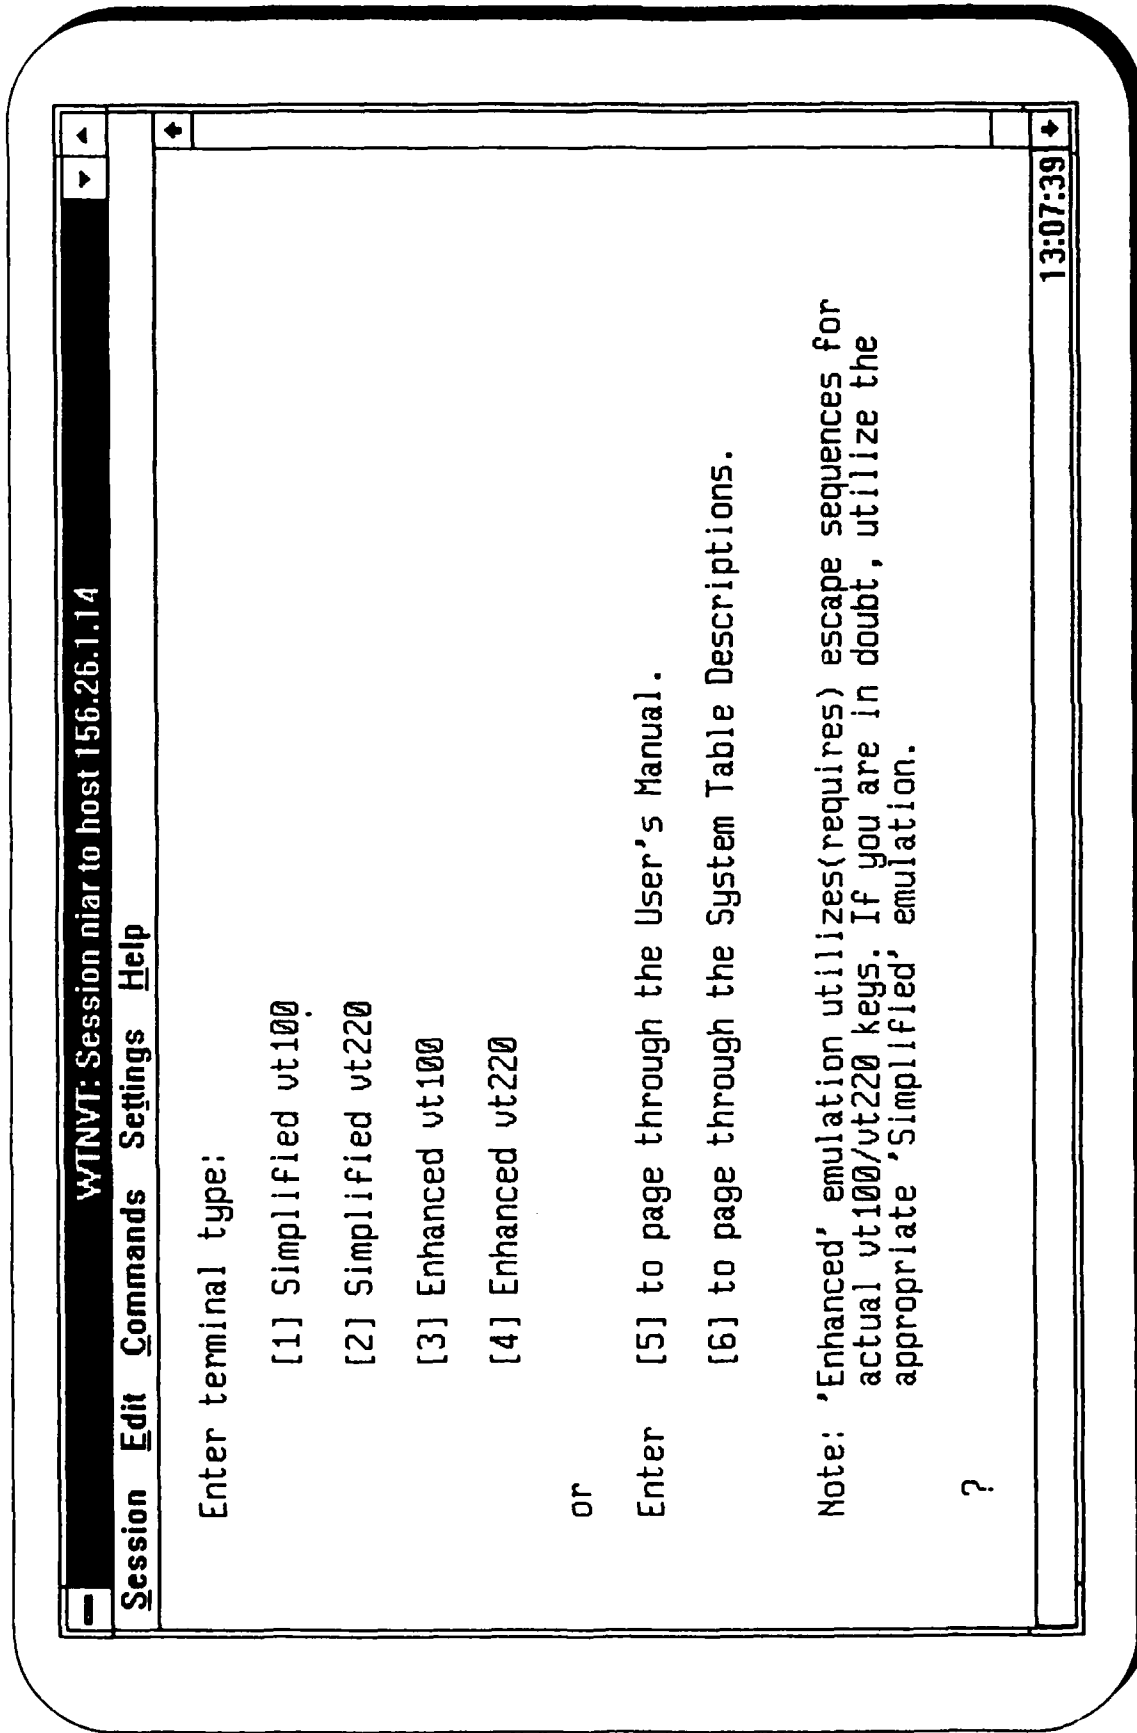 WTNVT: Session niar to host 156.26.1.14
Session Edit Commands Settings Help
Enter terminal type:
[1] Simplified vt100
[2] Simplified vt220
[3] Enhanced vt100
[4] Enhanced vt220
or
Enter [5] to page through the User's Manual.
[6] to page through the System Table Descriptions.
Note: 'Enhanced' emulation utilizes(requires) escape sequences for
actual vt100/vt220 keys. If you are in doubt, utilize the
appropriate 'Simplified' emulation.
?
13:07:39